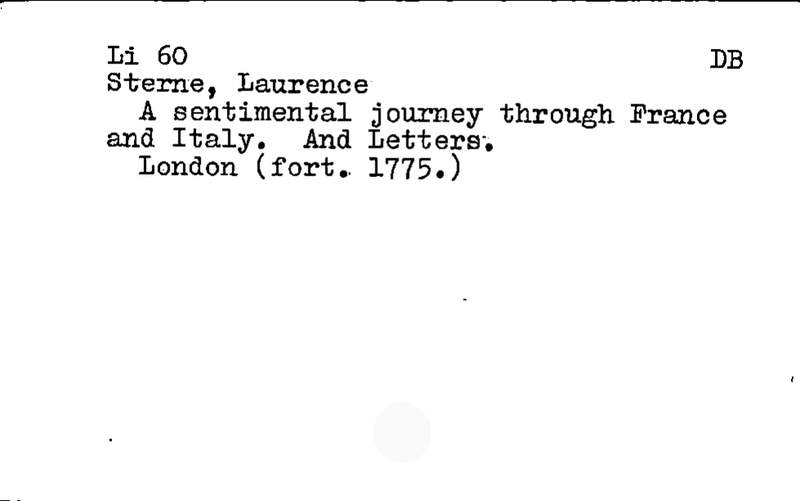 Li 60 DB
Sterne, Laurence
A sentimental journey through France
and Italy. And Letters.
London (fort. 1775.)